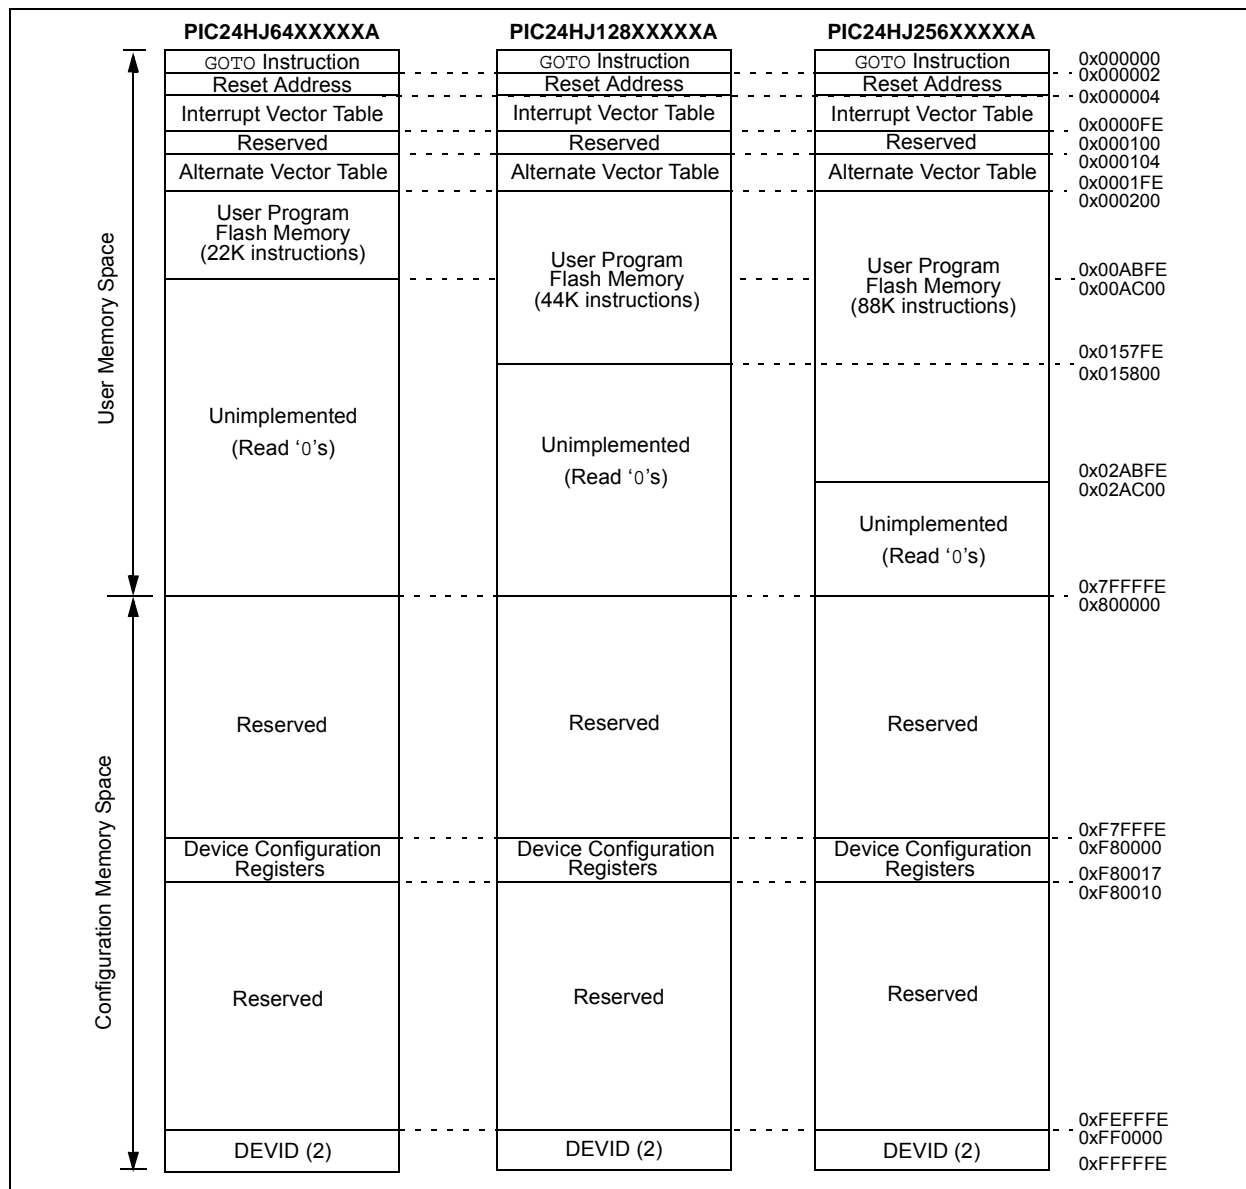 PIC24HJ64XXXXXA PIC24HJ128XXXXXA PIC24HJ256XXXXXA
GOTO Instruction GOTO Instruction GOTO Instruction 0x000000
0x000002
Reset Address Reset Address Reset Address
0x000004
Interrupt Vector Table Interrupt Vector Table Interrupt Vector Table
0x0000FE
Reserved Reserved Reserved 0x000100
0x000104
Alternate Vector Table Alternate Vector Table Alternate Vector Table
0x0001FE
0x000200
User Program
Flash Memory
(22K instructions)
User Program
Flash Memory
(44K instructions)
User Program
Flash Memory
(88K instructions)
0x00ABFE
0x00AC00
0x0157FE
0x015800
User Memory Space
Unimplemented
(Read ‘0’s)
Unimplemented
(Read ‘0’s)
0x02ABFE
0x02AC00
Unimplemented
(Read ‘0’s)
0x7FFFFE
0x800000
Reserved Reserved Reserved
Configuration Memory Space
0xF7FFFE
0xF80000
Device Configuration
Registers
Device Configuration
Registers
Device Configuration
Registers
0xF80017
0xF80010
Reserved Reserved Reserved
0xFEFFFE
0xFF0000
DEVID (2) DEVID (2) DEVID (2)
0xFFFFFE